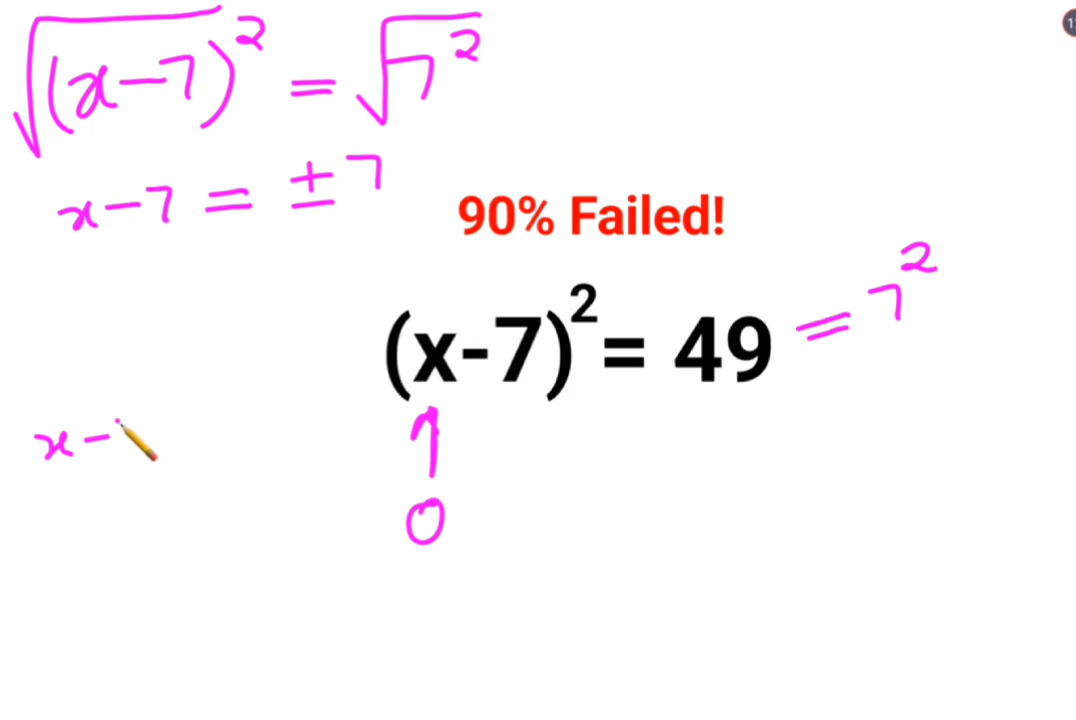 √(x-7)² = √7²
x-7 = ±7
90% Failed!
(x-7)²= 49 = 7²
x-
0